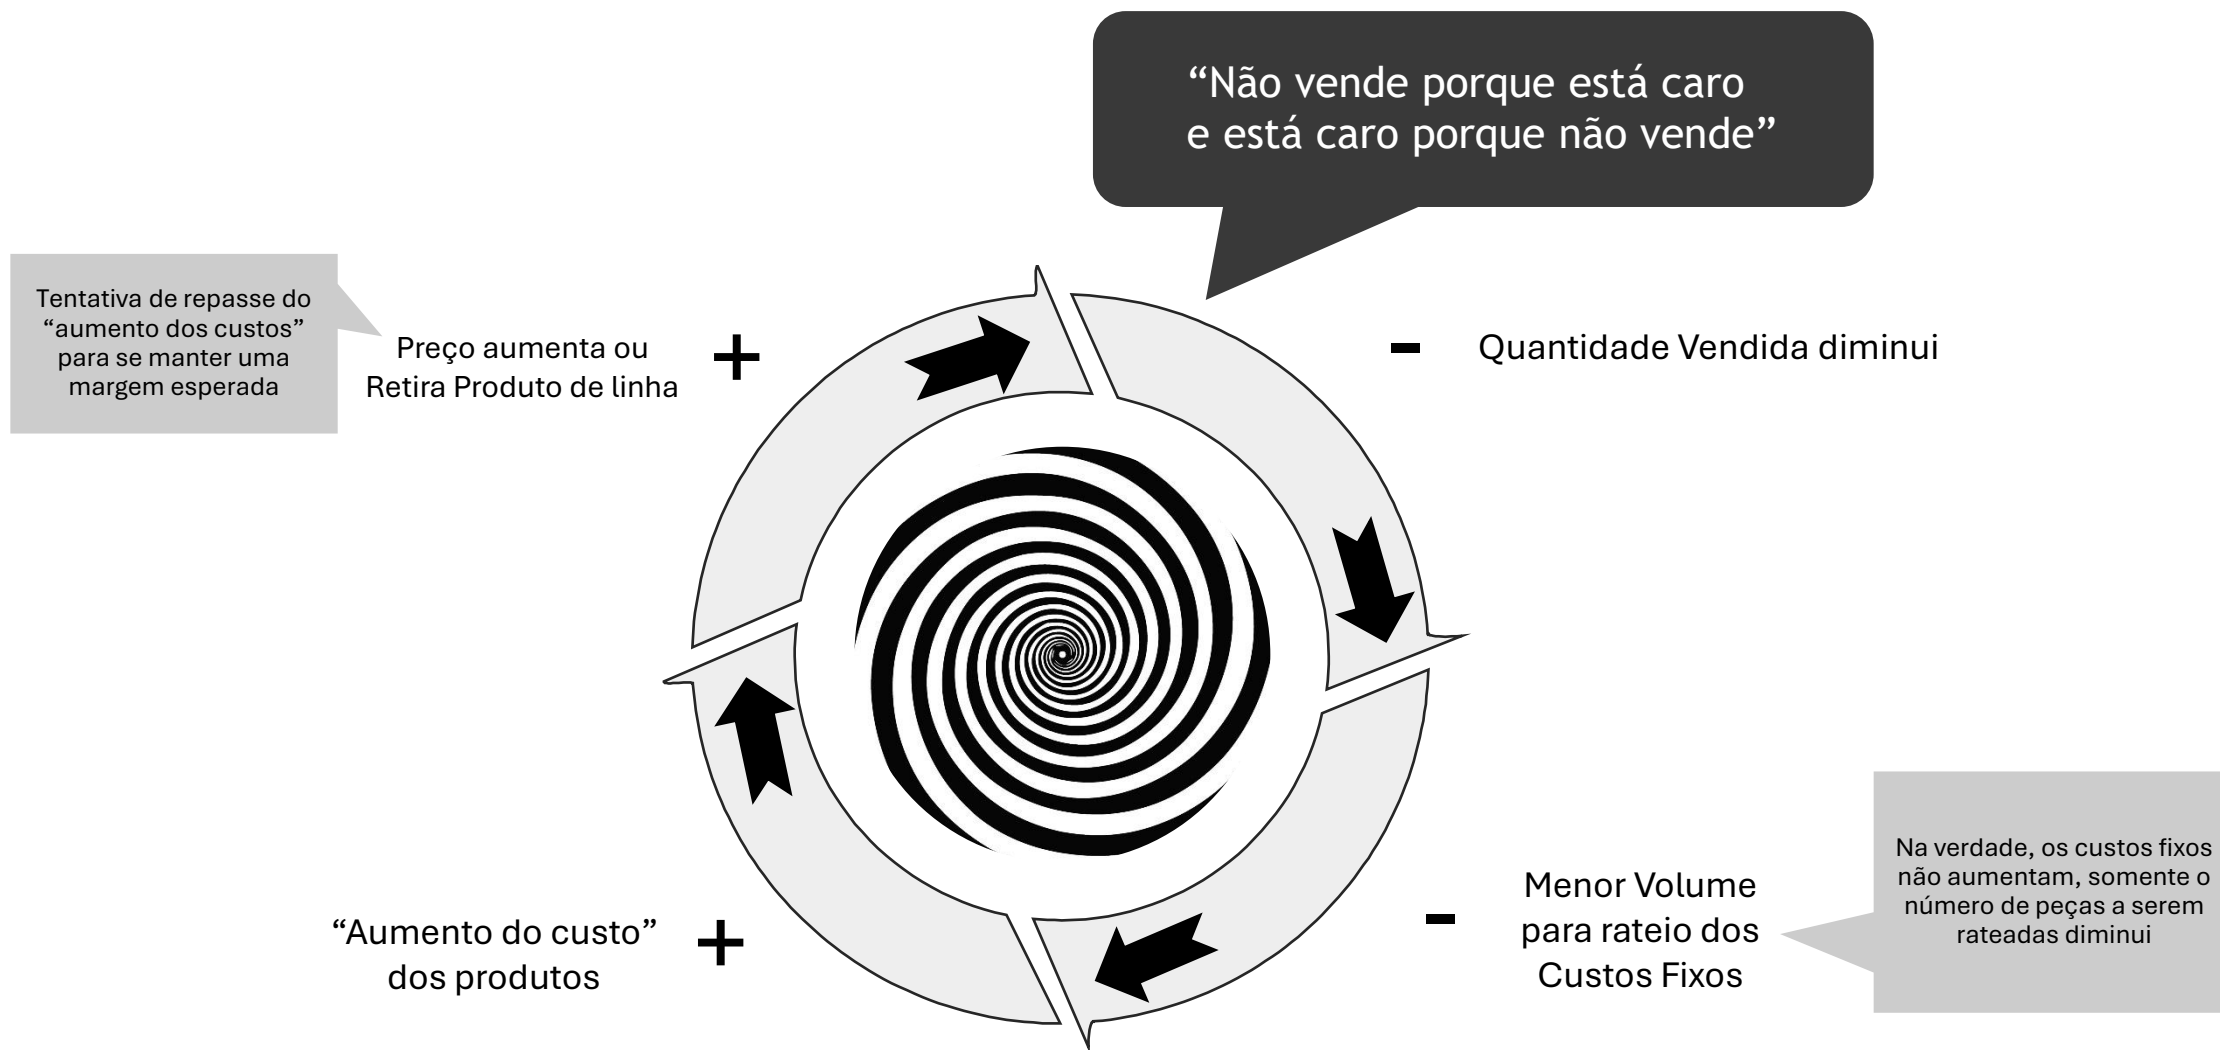 “Não vende porque está caro
e está caro porque não vende”
Tentativa de repasse do
“aumento dos custos”
para se manter uma
margem esperada
Preço aumenta ou
Retira Produto de linha
+
-
Quantidade Vendida diminui
“Aumento do custo”
dos produtos
+
-
Menor Volume
para rateio dos
Custos Fixos
Na verdade, os custos fixos
não aumentam, somente o
número de peças a serem
rateadas diminui